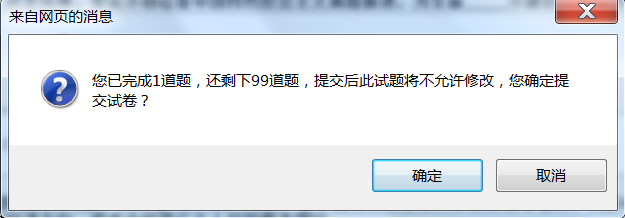 来自网页的消息
您已完成1道题，还剩下99道题，提交后此试题将不允许修改，您确定提
交试卷？
确定
取消